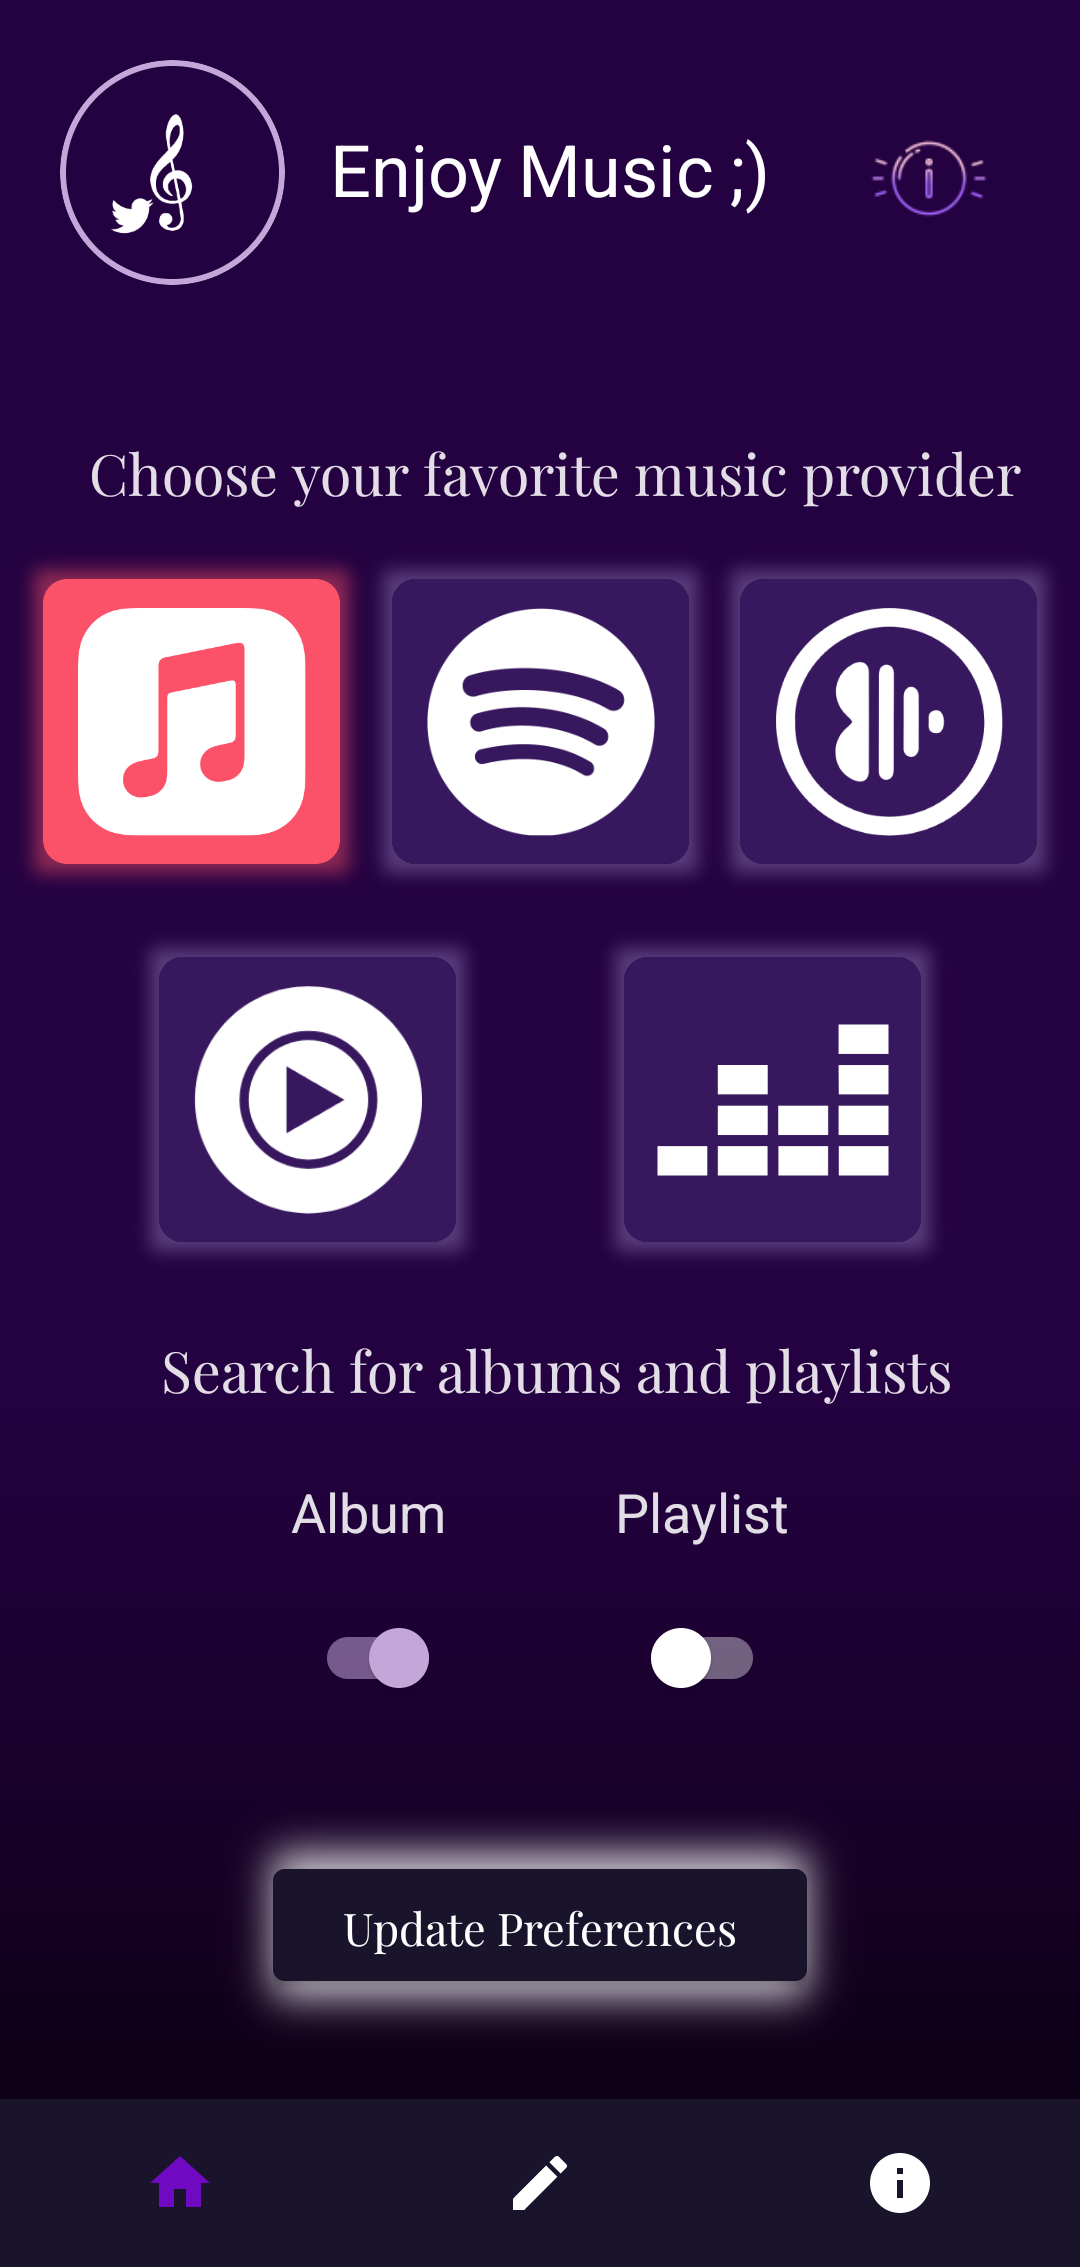 Enjoy Music ;)
Choose your favorite music provider
Search for albums and playlists
Album Playlist
Update Preferences